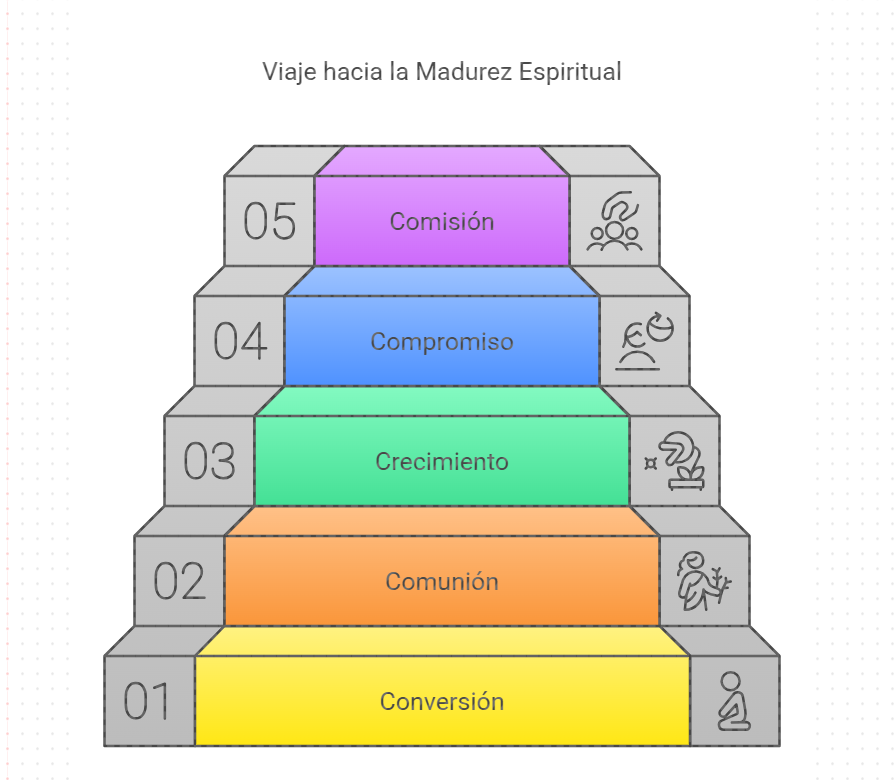 Viaje hacia la Madurez Espiritual
05 Comisión
04 Compromiso
03 Crecimiento
02 Comunión
01 Conversión